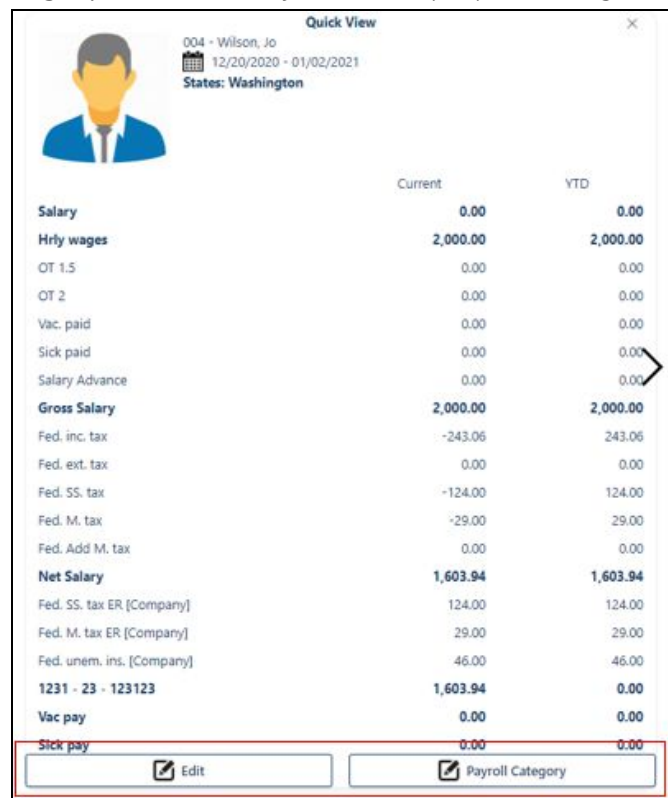 Quick View
004 - Wilson, Jo
12/20/2020 - 01/02/2021
States: Washington
Current YTD
Salary 0.00 0.00
Hrly wages 2,000.00 2,000.00
OT 1.5 0.00 0.00
OT 2 0.00 0.00
Vac. paid 0.00 0.00
Sick paid 0.00 0.00
Salary Advance 0.00 0.00
Gross Salary 2,000.00 2,000.00
Fed. inc. tax -243.06 243.06
Fed. ext. tax 0.00 0.00
Fed. SS. tax -124.00 124.00
Fed. M. tax -29.00 29.00
Fed. Add M. tax 0.00 0.00
Net Salary 1,603.94 1,603.94
Fed. SS. tax ER [Company] 124.00 124.00
Fed. M. tax ER [Company] 29.00 29.00
Fed. unem. ins. [Company] 46.00 46.00
1231 - 23 - 123123 1,603.94 0.00
Vac pay 0.00 0.00
Sick pay 0.00 0.00
Edit Payroll Category